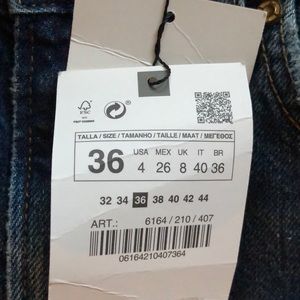 FSC
TALLA / SIZE / TAMANHO / TAILLE / MAAT / ΜΕΓΕΘΟΣ
36 USA MEX UK IT BR
4 26 8 40 36
32 34 36 38 40 42 44
ART.: 6164 / 210 / 407
06164210407364